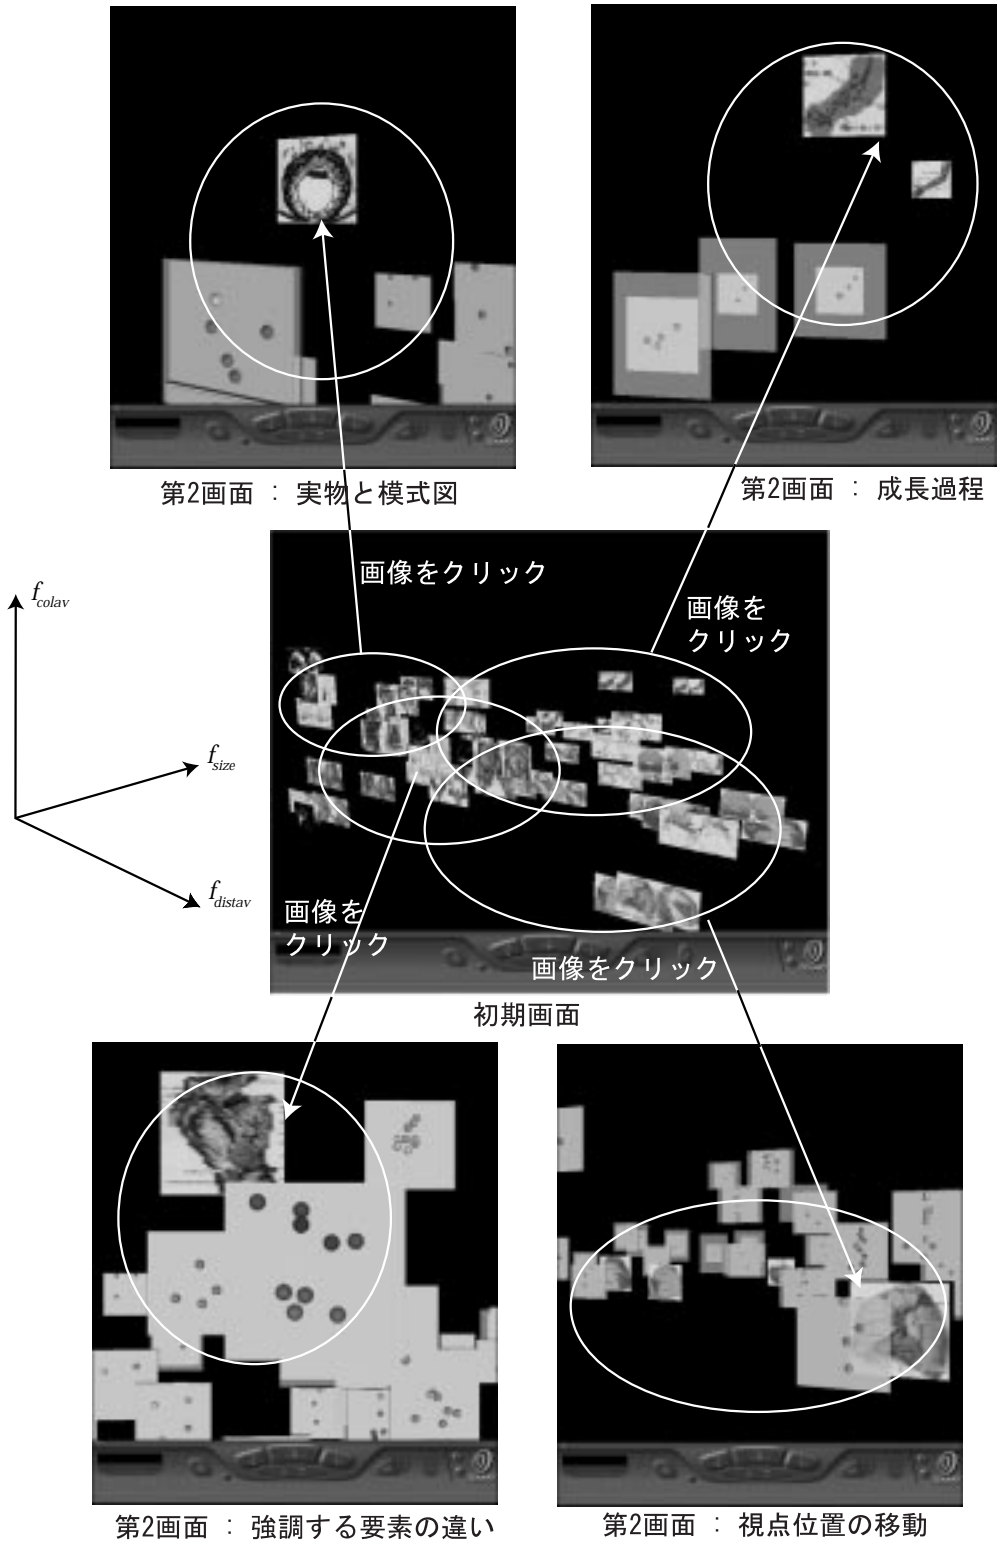 第2画面 : 実物と模式図
第2画面 : 成長過程
fcolav
fsize
fdistav
画像をクリック
画像を
クリック
画像を
クリック
画像をクリック
初期画面
第2画面 : 強調する要素の違い
第2画面 : 視点位置の移動